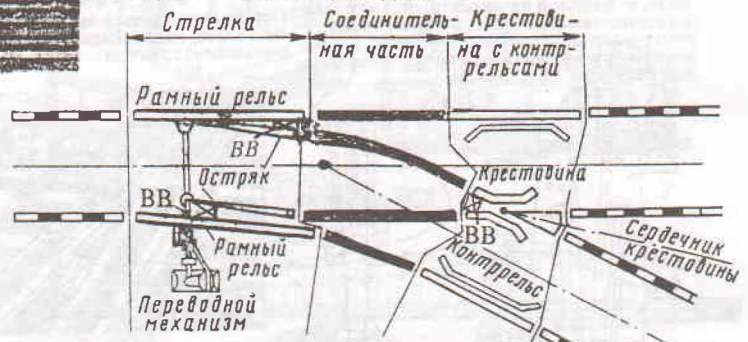 Стрелка
Соединитель-
ная часть
Крестови-
на с контр-
рельсами
Рамный рельс
ВВ
Остряк
ВВ
Рамный
рельс
Переводной
механизм
Крестовина
ВВ
Контррельс
Сердечник
крестовины